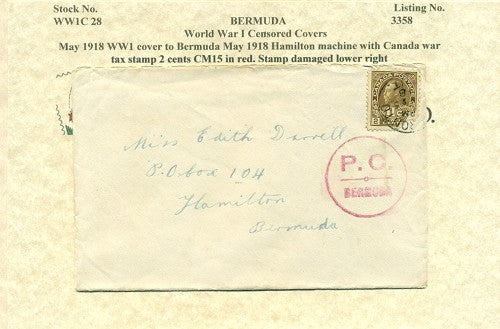 Stock No. BERMUDA Listing No.
WW1C 28 World War I Censored Covers 3358
May 1918 WW1 cover to Bermuda May 1918 Hamilton machine with Canada war
tax stamp 2 cents CM15 in red. Stamp damaged lower right
Miss Edith Darrell
P.O box 104
Hamilton
Bermuda
P.C.
BERMUDA